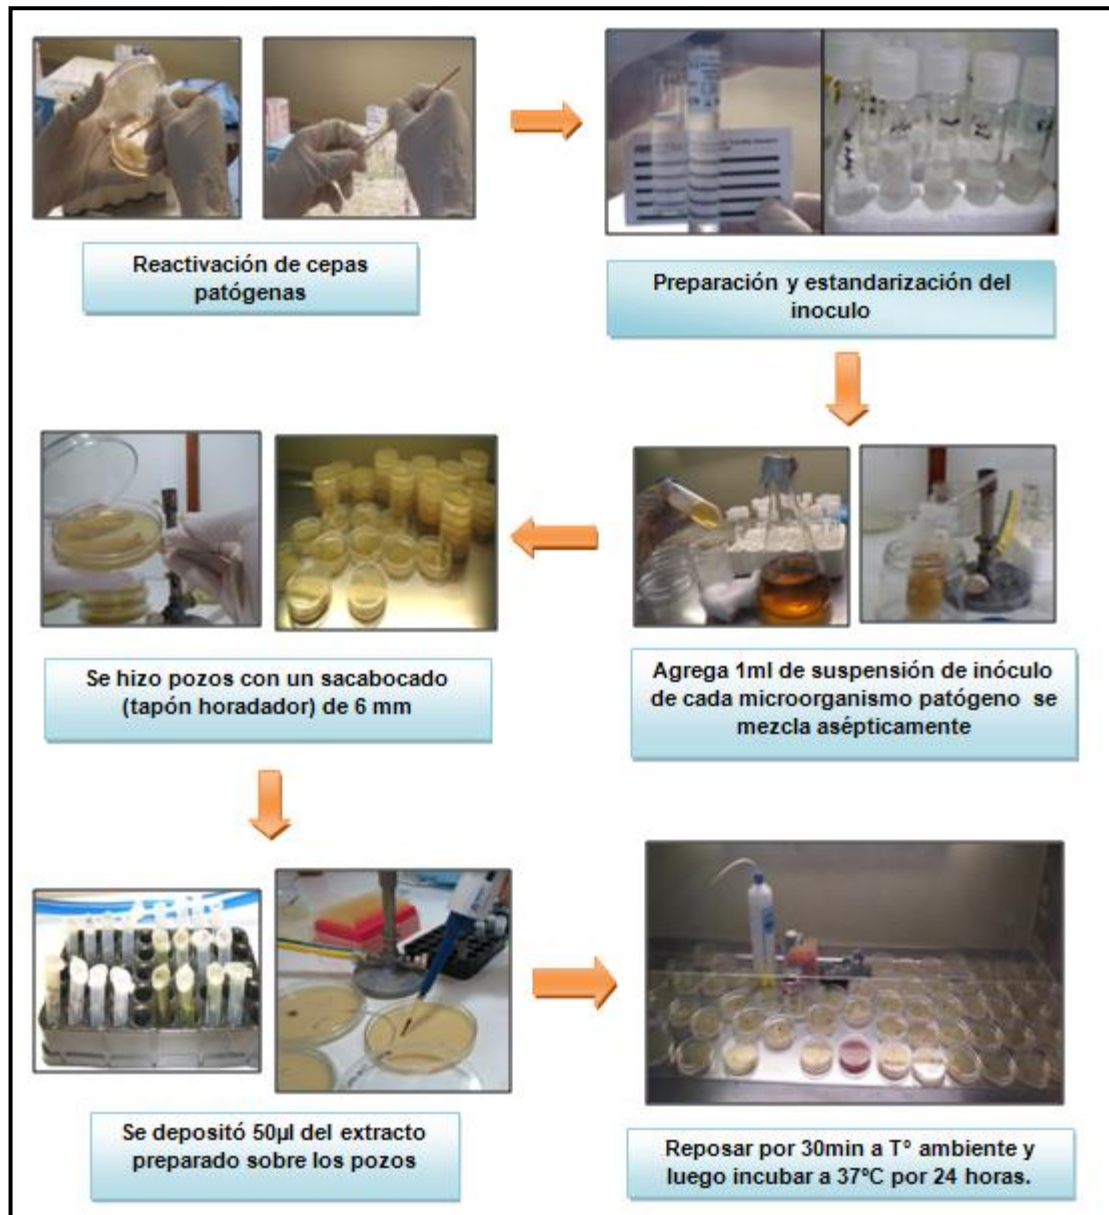 Reactivación de cepas
patógenas
Preparación y estandarización del
inoculo
Agrega 1ml de suspensión de inóculo
de cada microorganismo patógeno se
mezcla asépticamente
Se hizo pozos con un sacabocado
(tapón horadador) de 6 mm
Se depositó 50µl del extracto
preparado sobre los pozos
Reposar por 30min a T° ambiente y
luego incubar a 37°C por 24 horas.